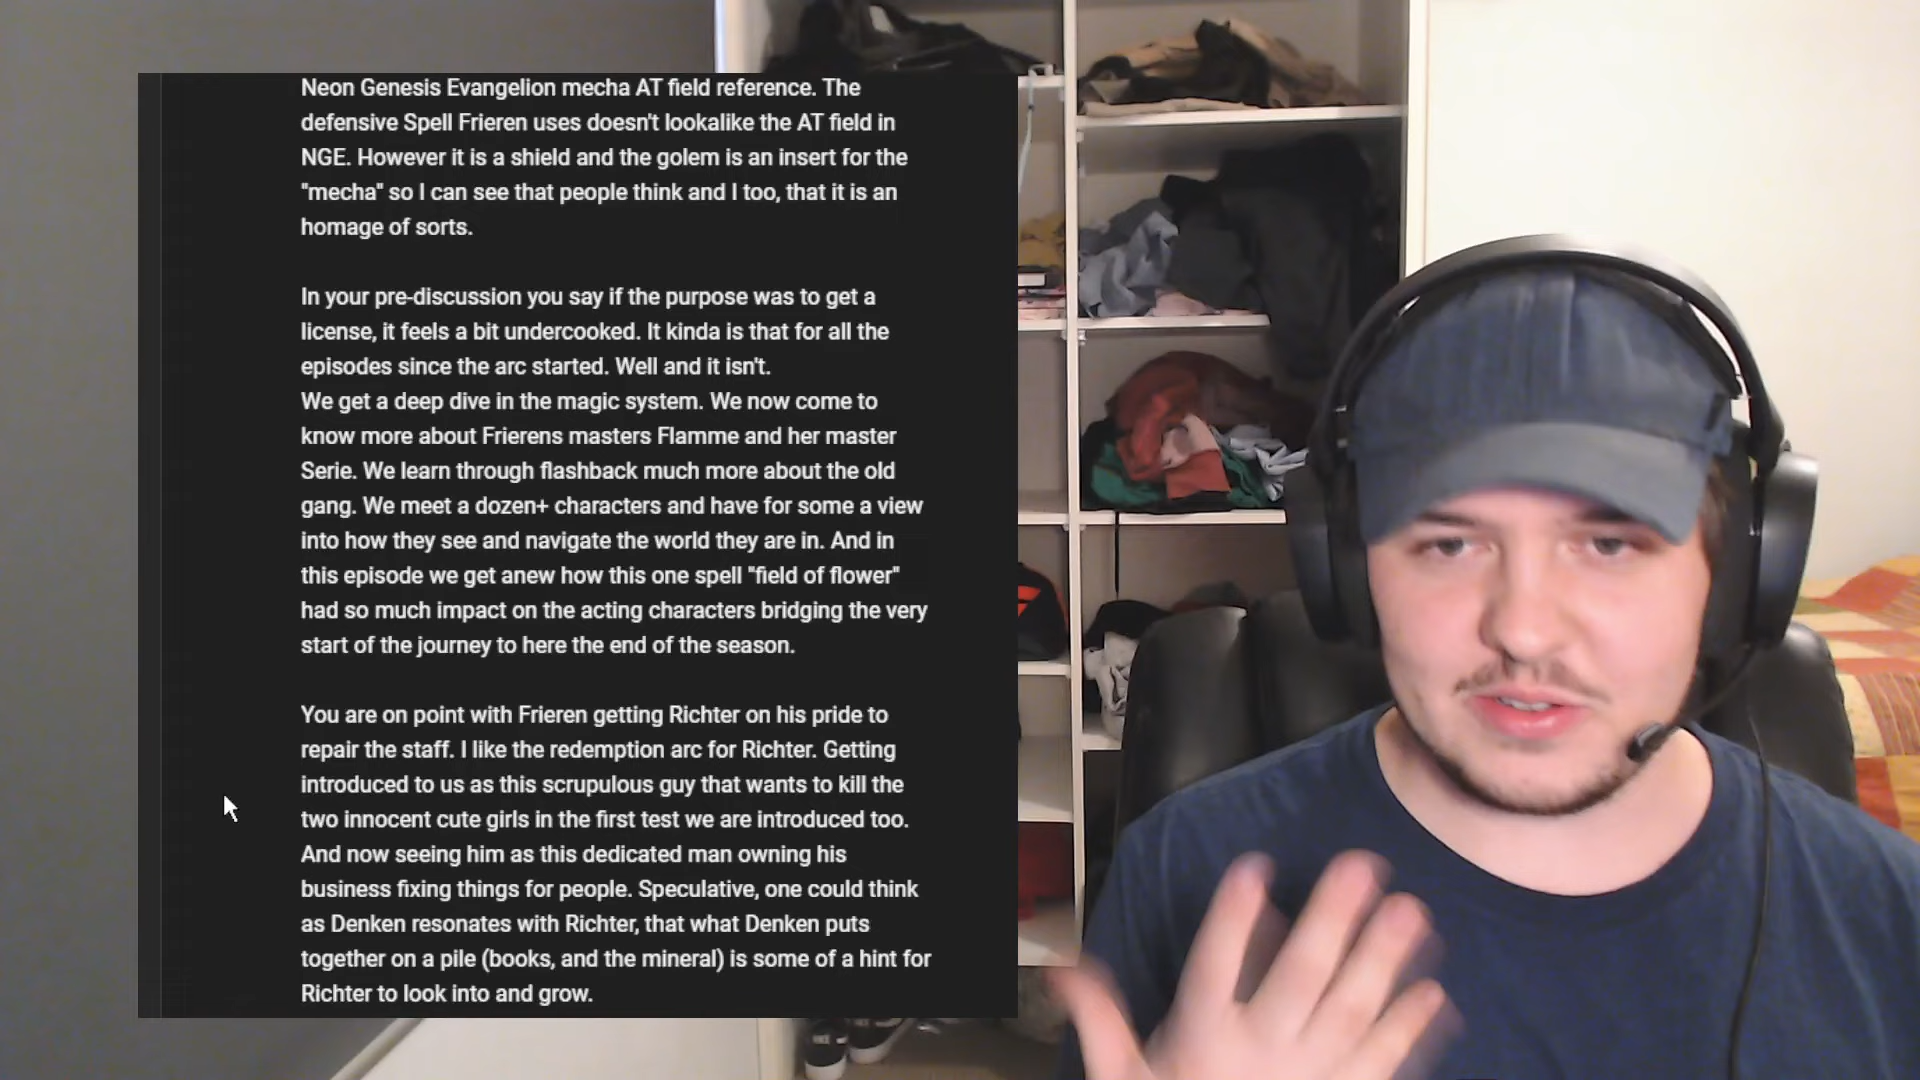 Neon Genesis Evangelion mecha AT field reference. The
defensive Spell Frieren uses doesn't lookalike the AT field in
NGE. However it is a shield and the golem is an insert for the
"mecha" so I can see that people think and I too, that it is an
homage of sorts.
In your pre-discussion you say if the purpose was to get a
license, it feels a bit undercooked. It kinda is that for all the
episodes since the arc started. Well and it isn't.
We get a deep dive in the magic system. We now come to
know more about Frierens masters Flamme and her master
Serie. We learn through flashback much more about the old
gang. We meet a dozen+ characters and have for some a view
into how they see and navigate the world they are in. And in
this episode we get anew how this one spell "field of flower"
had so much impact on the acting characters bridging the very
start of the journey to here the end of the season.
You are on point with Frieren getting Richter on his pride to
repair the staff. I like the redemption arc for Richter. Getting
introduced to us as this scrupulous guy that wants to kill the
two innocent cute girls in the first test we are introduced too.
And now seeing him as this dedicated man owning his
business fixing things for people. Speculative, one could think
as Denken resonates with Richter, that what Denken puts
together on a pile (books, and the mineral) is some of a hint for
Richter to look into and grow.